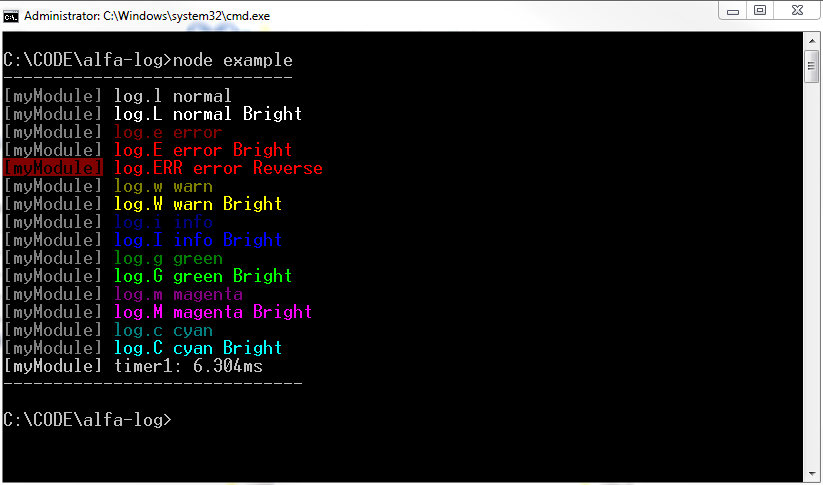 Administrator: C:\Windows\system32\cmd.exe
C:\CODE\alfa-log>node example
-----------------------------
[myModule] log.l normal
[myModule] log.L normal Bright
[myModule] log.e error
[myModule] log.E error Bright
[myModule] log.ERR error Reverse
[myModule] log.w warn
[myModule] log.W warn Bright
[myModule] log.i info
[myModule] log.I info Bright
[myModule] log.g green
[myModule] log.G green Bright
[myModule] log.m magenta
[myModule] log.M magenta Bright
[myModule] log.c cyan
[myModule] log.C cyan Bright
[myModule] timer1: 6.304ms
------------------------------
C:\CODE\alfa-log>